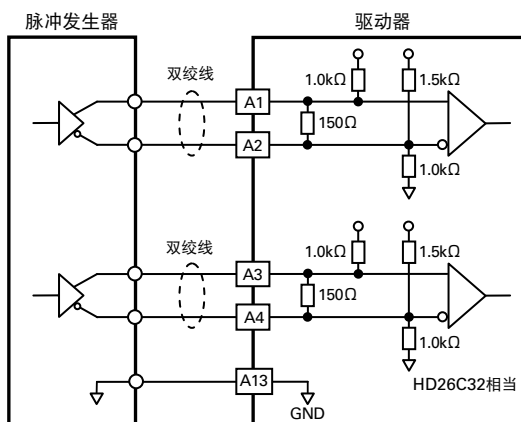 脉冲发生器
驱动器
双绞线
A1
1.0kΩ
1.5kΩ
150Ω
A2
1.0kΩ
双绞线
A3
1.0kΩ
1.5kΩ
150Ω
A4
1.0kΩ
A13
GND
HD26C32相当